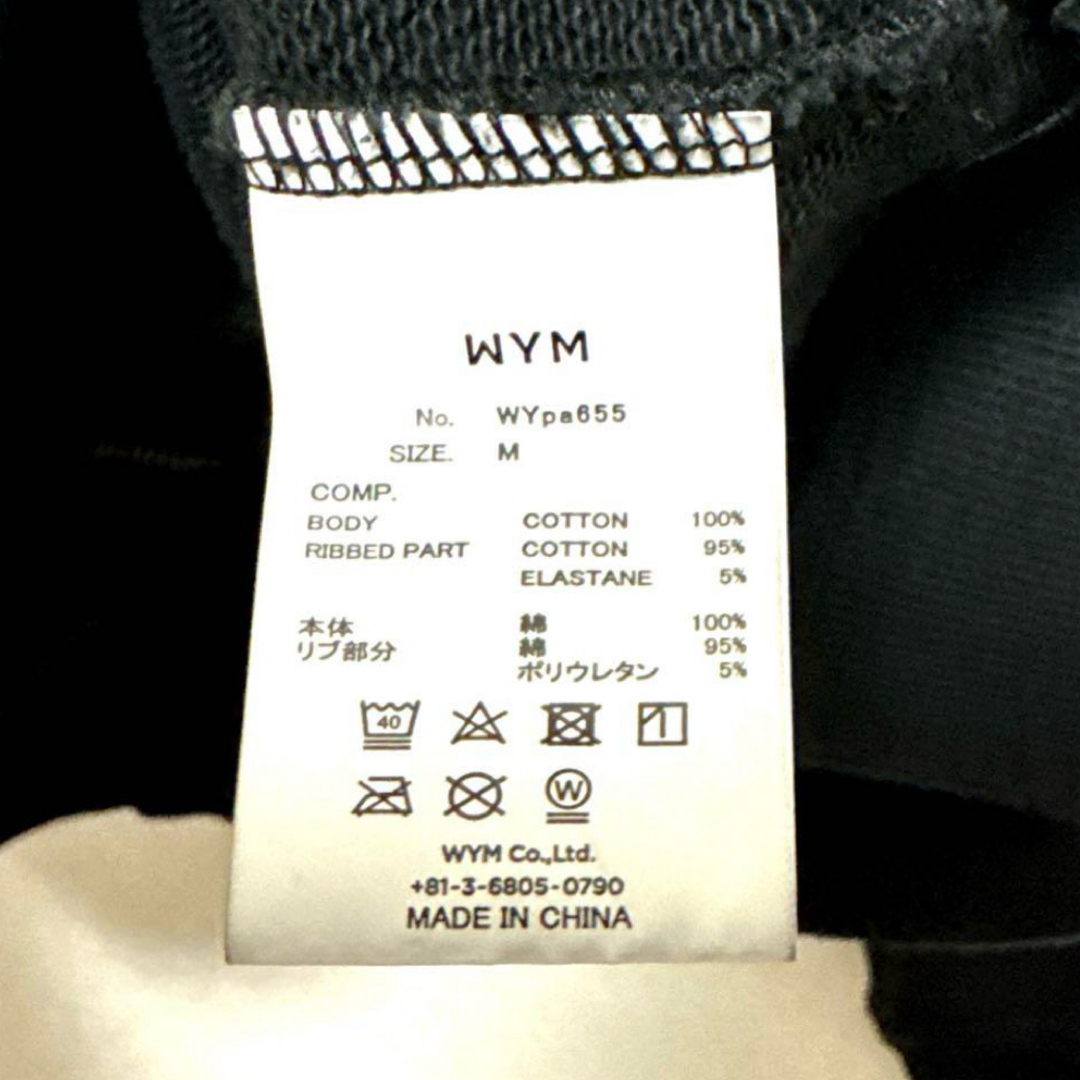 WYM
No. WYpa655
SIZE. M
COMP.
BODY COTTON 100%
RIBBED PART COTTON 95%
ELASTANE 5%
本体 綿 100%
リブ部分 綿 95%
ポリウレタン 5%
40
W
WYM Co.,Ltd.
+81-3-6805-0790
MADE IN CHINA